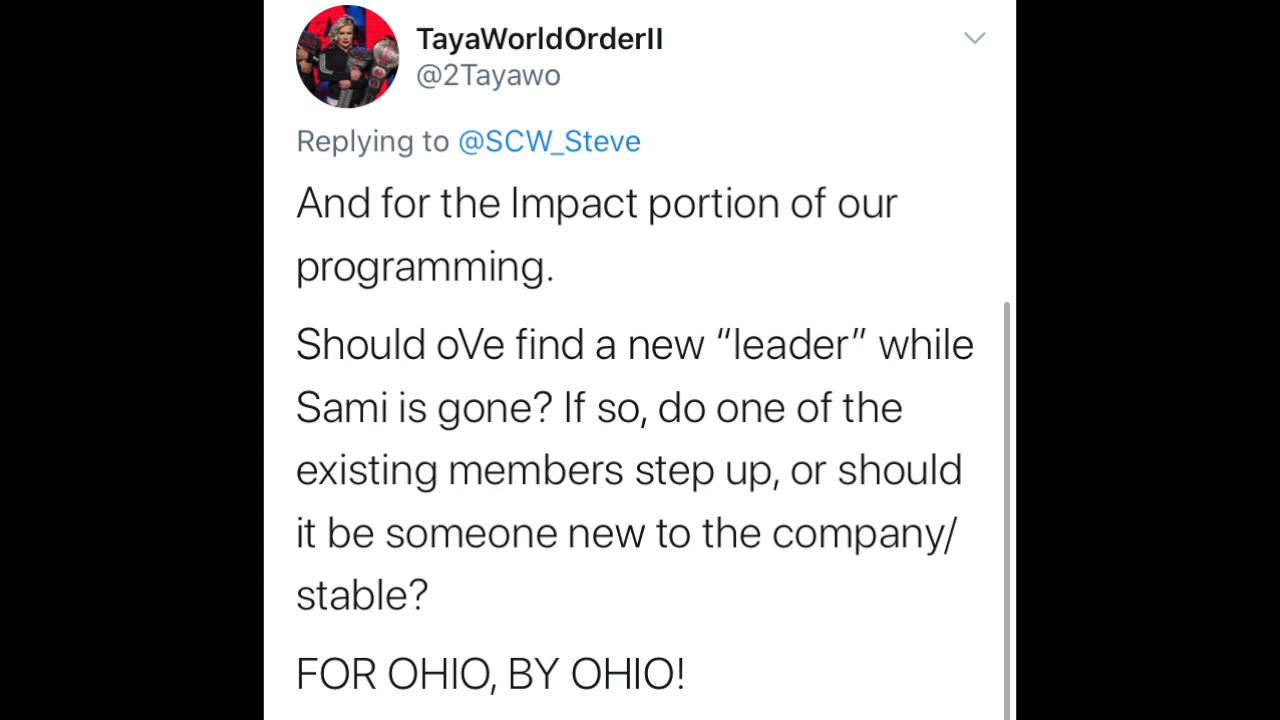 TayaWorldOrderII
@2Tayawo
Replying to @SCW_Steve
And for the Impact portion of our
programming.
Should oVe find a new “leader” while
Sami is gone? If so, do one of the
existing members step up, or should
it be someone new to the company/
stable?
FOR OHIO, BY OHIO!